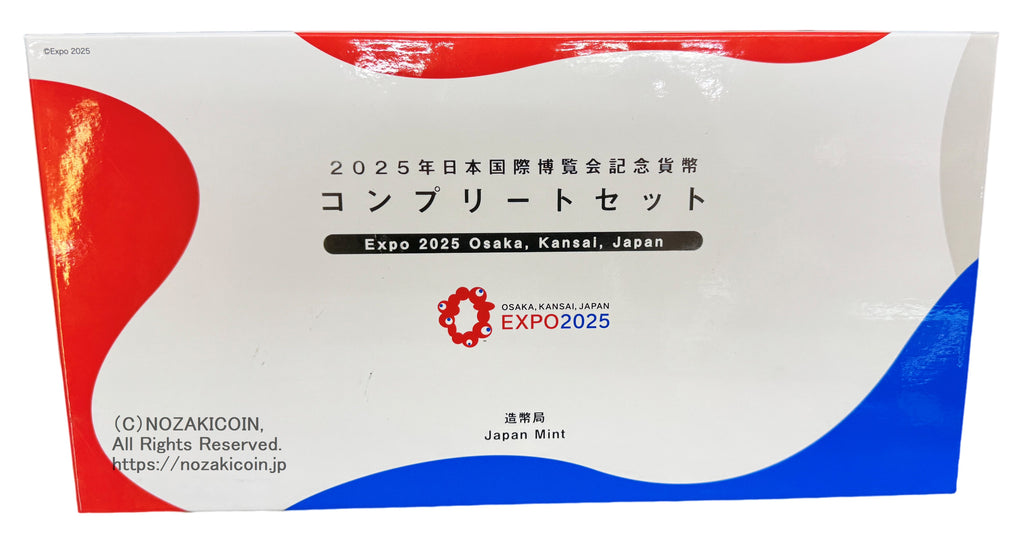 ©Expo 2025
2025年日本国際博覧会記念貨幣
コンプリートセット
Expo 2025 Osaka, Kansai, Japan
OSAKA, KANSAI, JAPAN
EXPO2025
造幣局
Japan Mint
(C)NOZAKICOIN,
All Rights Reserved.
https://nozakicoin.jp